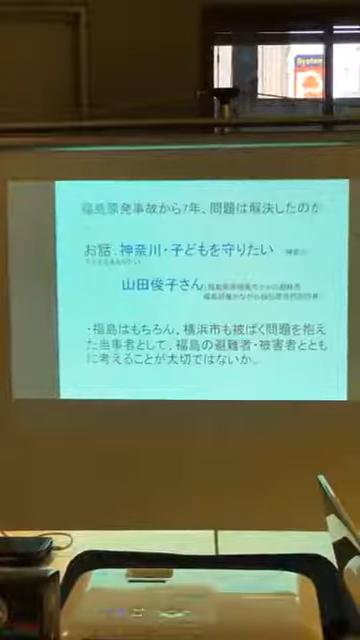 System
福島原発事故から7年、問題は解決したのか
お話：神奈川・子どもを守りたい
山田俊子さん
・福島はもちろん、横浜市も被ばく問題を抱え
た当事者として、福島の避難者・被害者ととも
に考えることが大切ではないか。